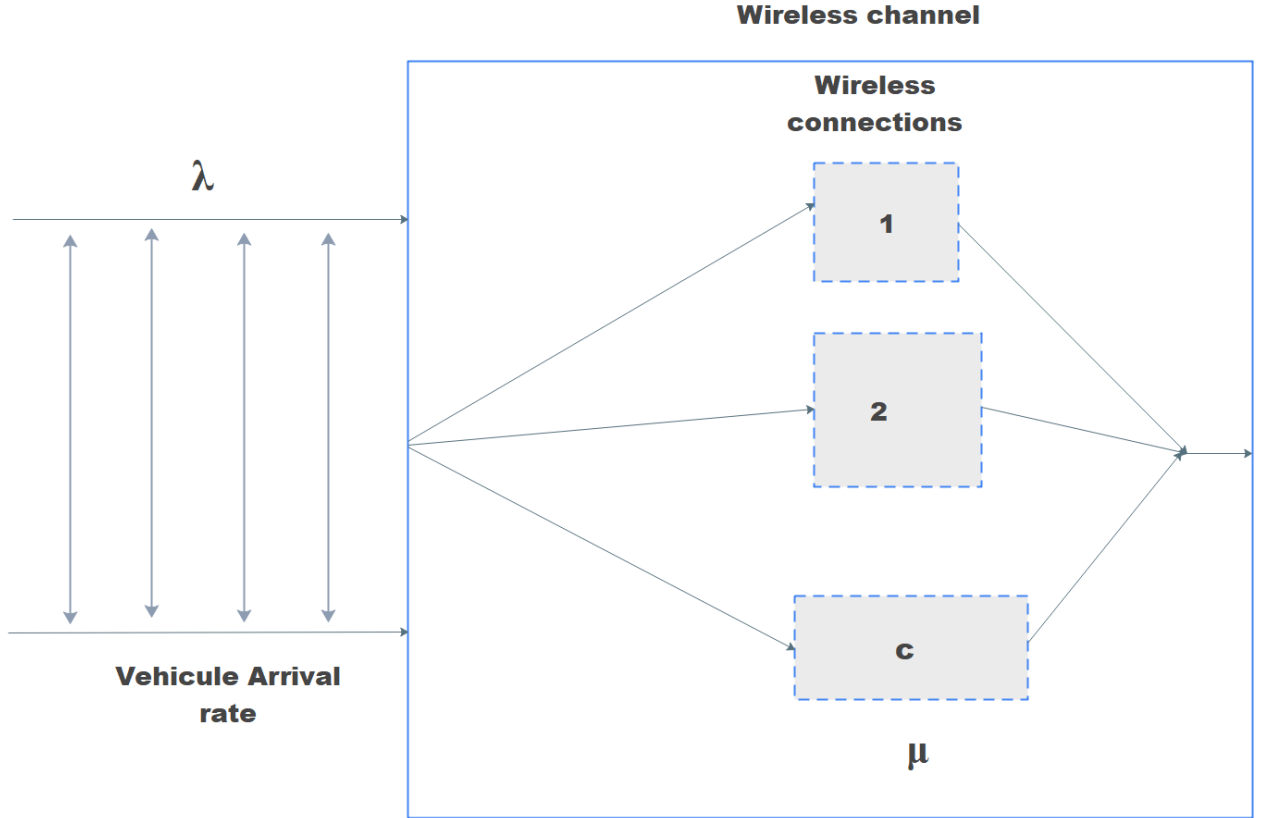 Wireless channel
Wireless
connections
λ
1
2
c
Vehicule Arrival
rate
μ